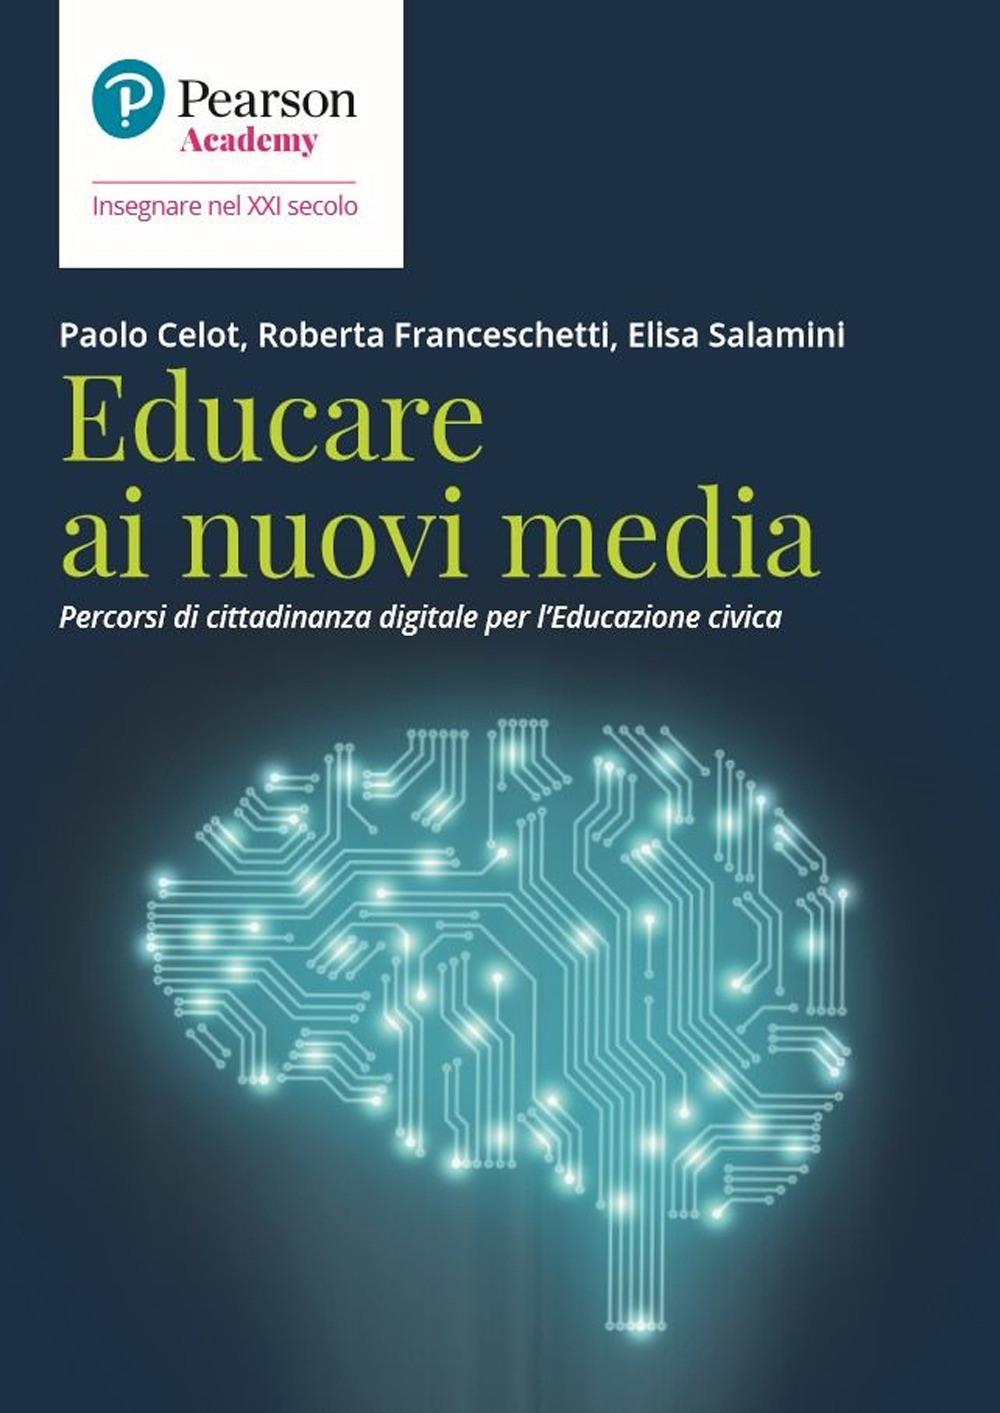 Pearson
Academy
Insegnare nel XXI secolo
Paolo Celot, Roberta Franceschetti, Elisa Salamini
Educare
ai nuovi media
Percorsi di cittadinanza digitale per l'Educazione civica